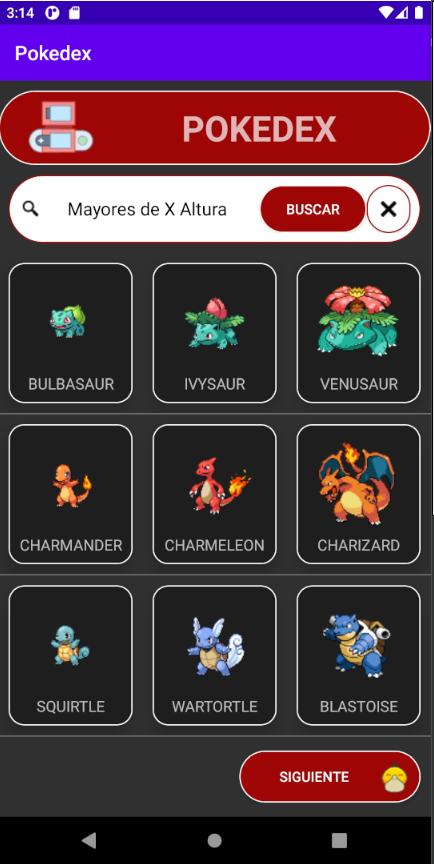 3:14
Pokedex
POKEDEX
Mayores de X Altura BUSCAR
BULBASAUR IVYSAUR VENUSAUR
CHARMANDER CHARMELEON CHARIZARD
SQUIRTLE WARTORTLE BLASTOISE
SIGUIENTE